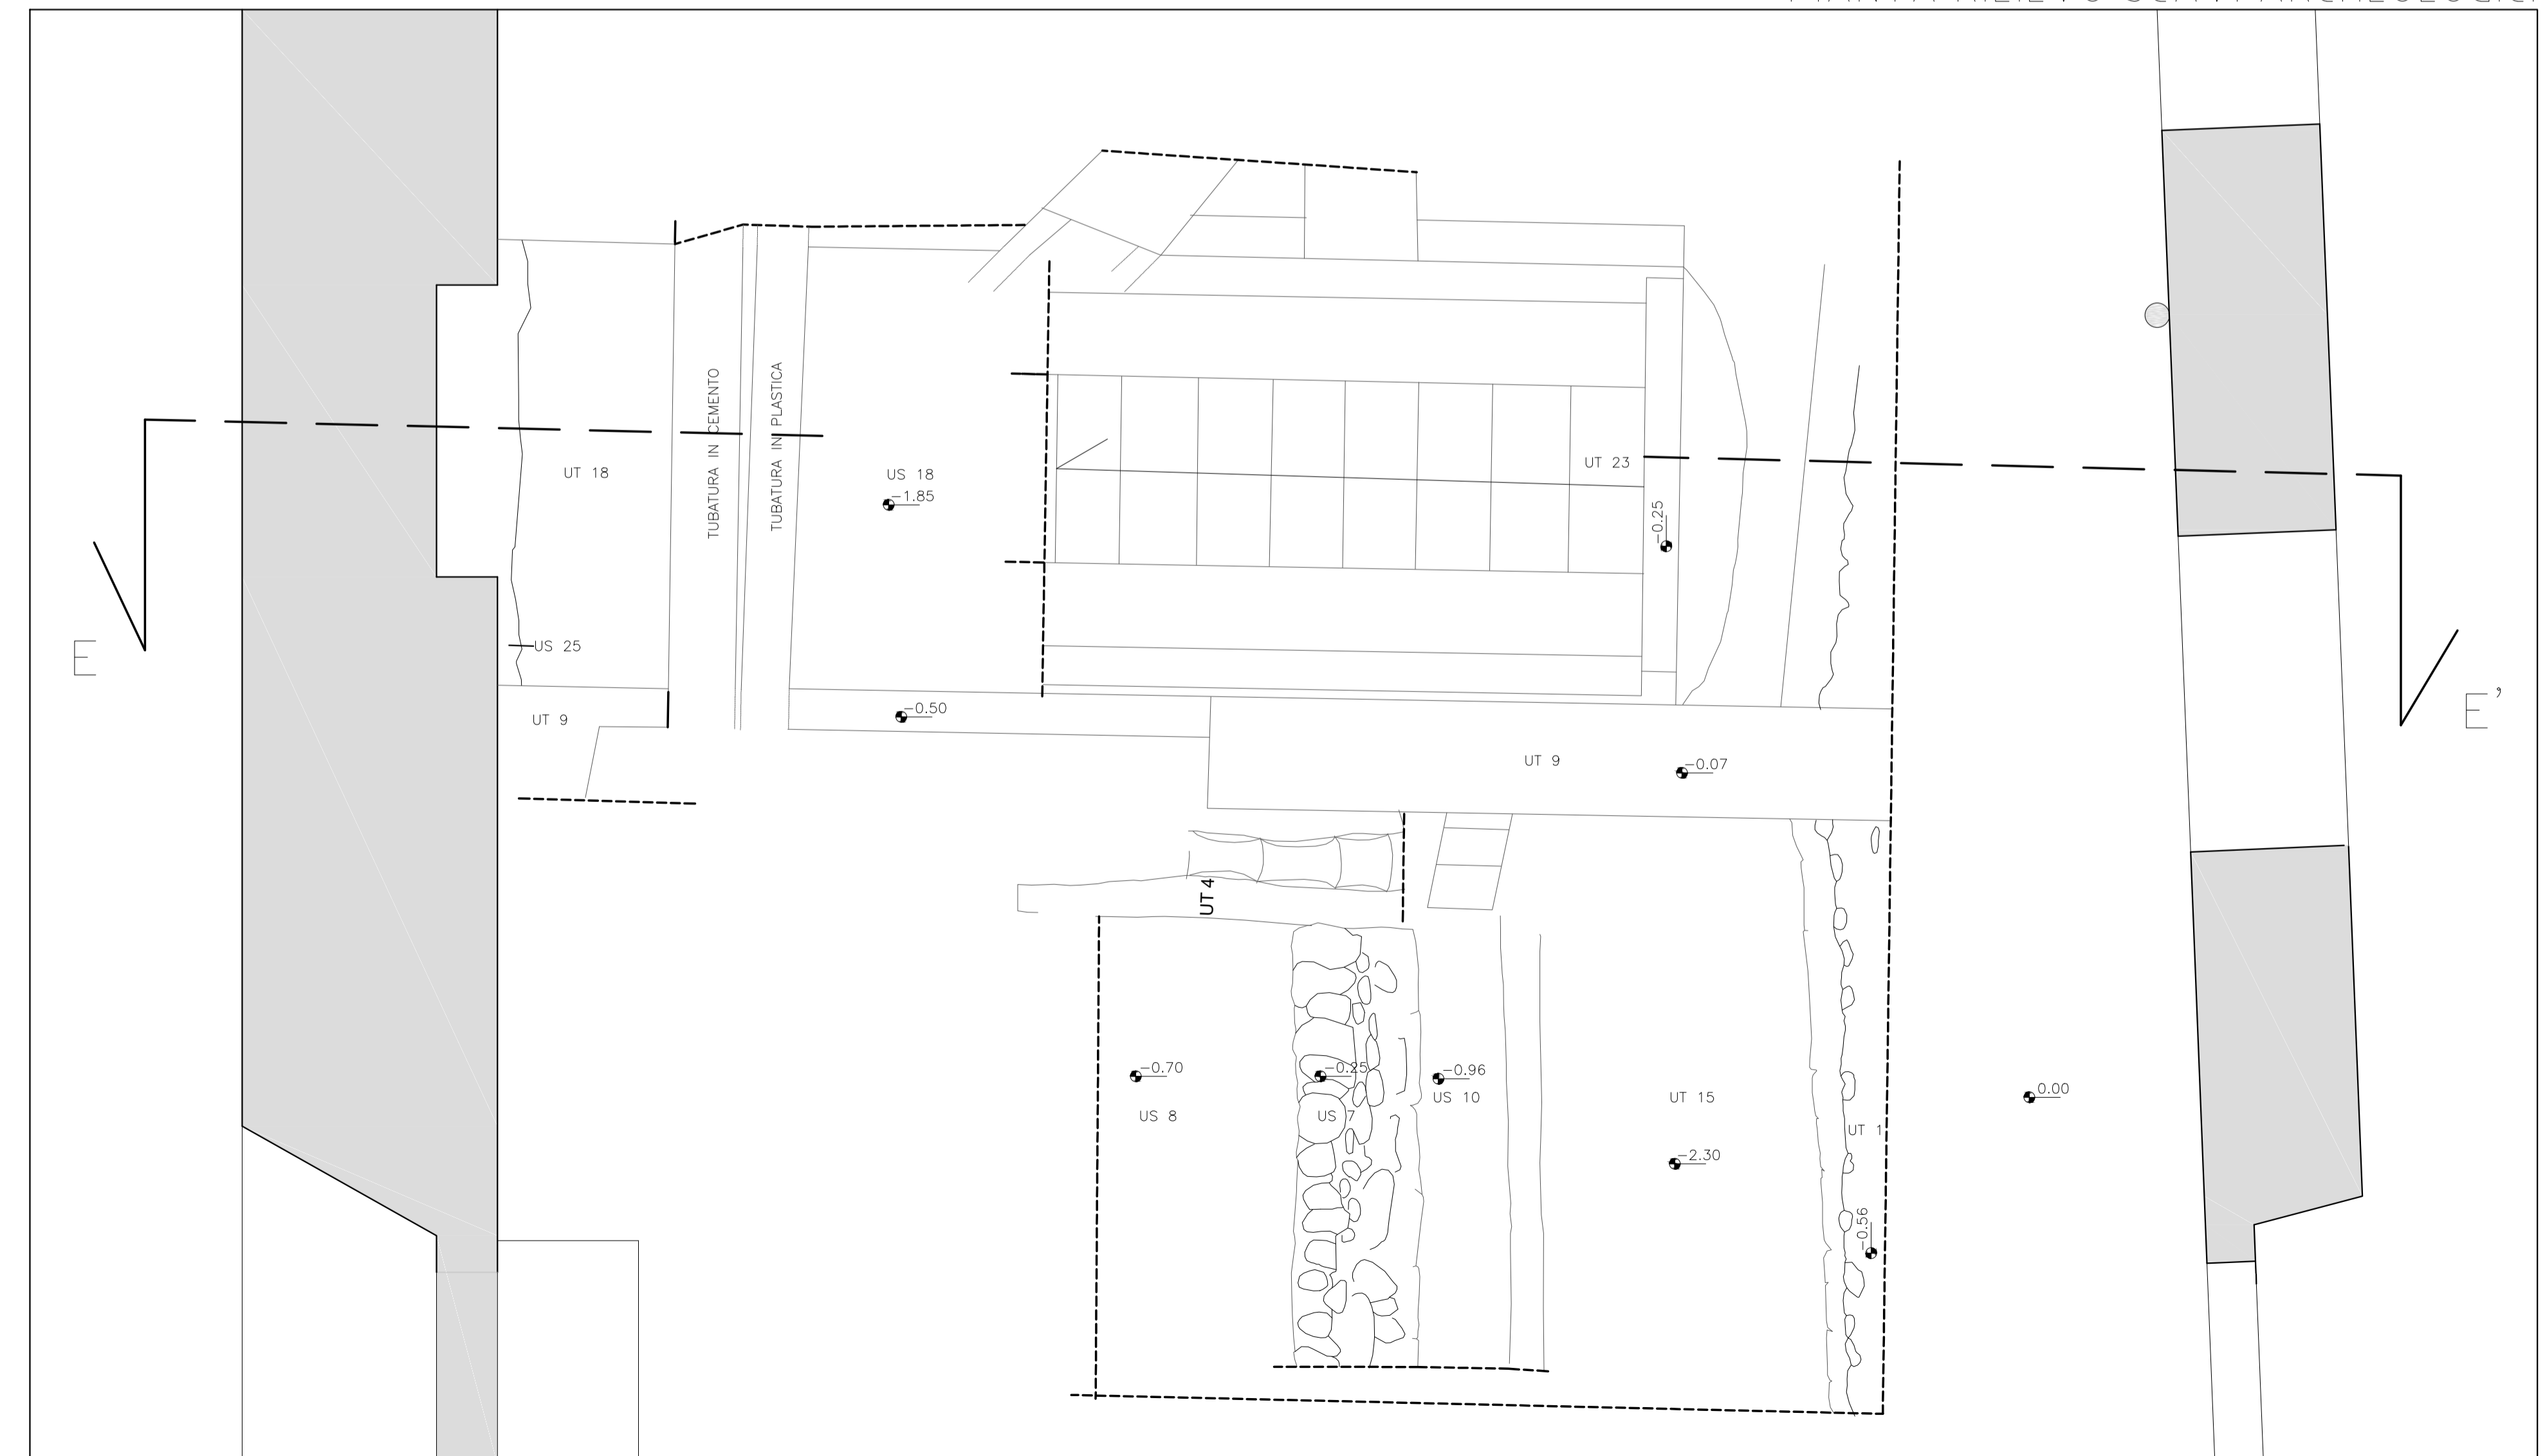 TUBATURA IN CEMENTO
TUBATURA IN PLASTICA
UT 18
US 18
-1.85
UT 23
-0.25
E
US 25
E'
UT 9
-0.50
UT 9
-0.07
UT 4
-0.70
-0.25
-0.96
US 8
US 7
US 10
UT 15
0.00
UT 1
-2.30
-0.56